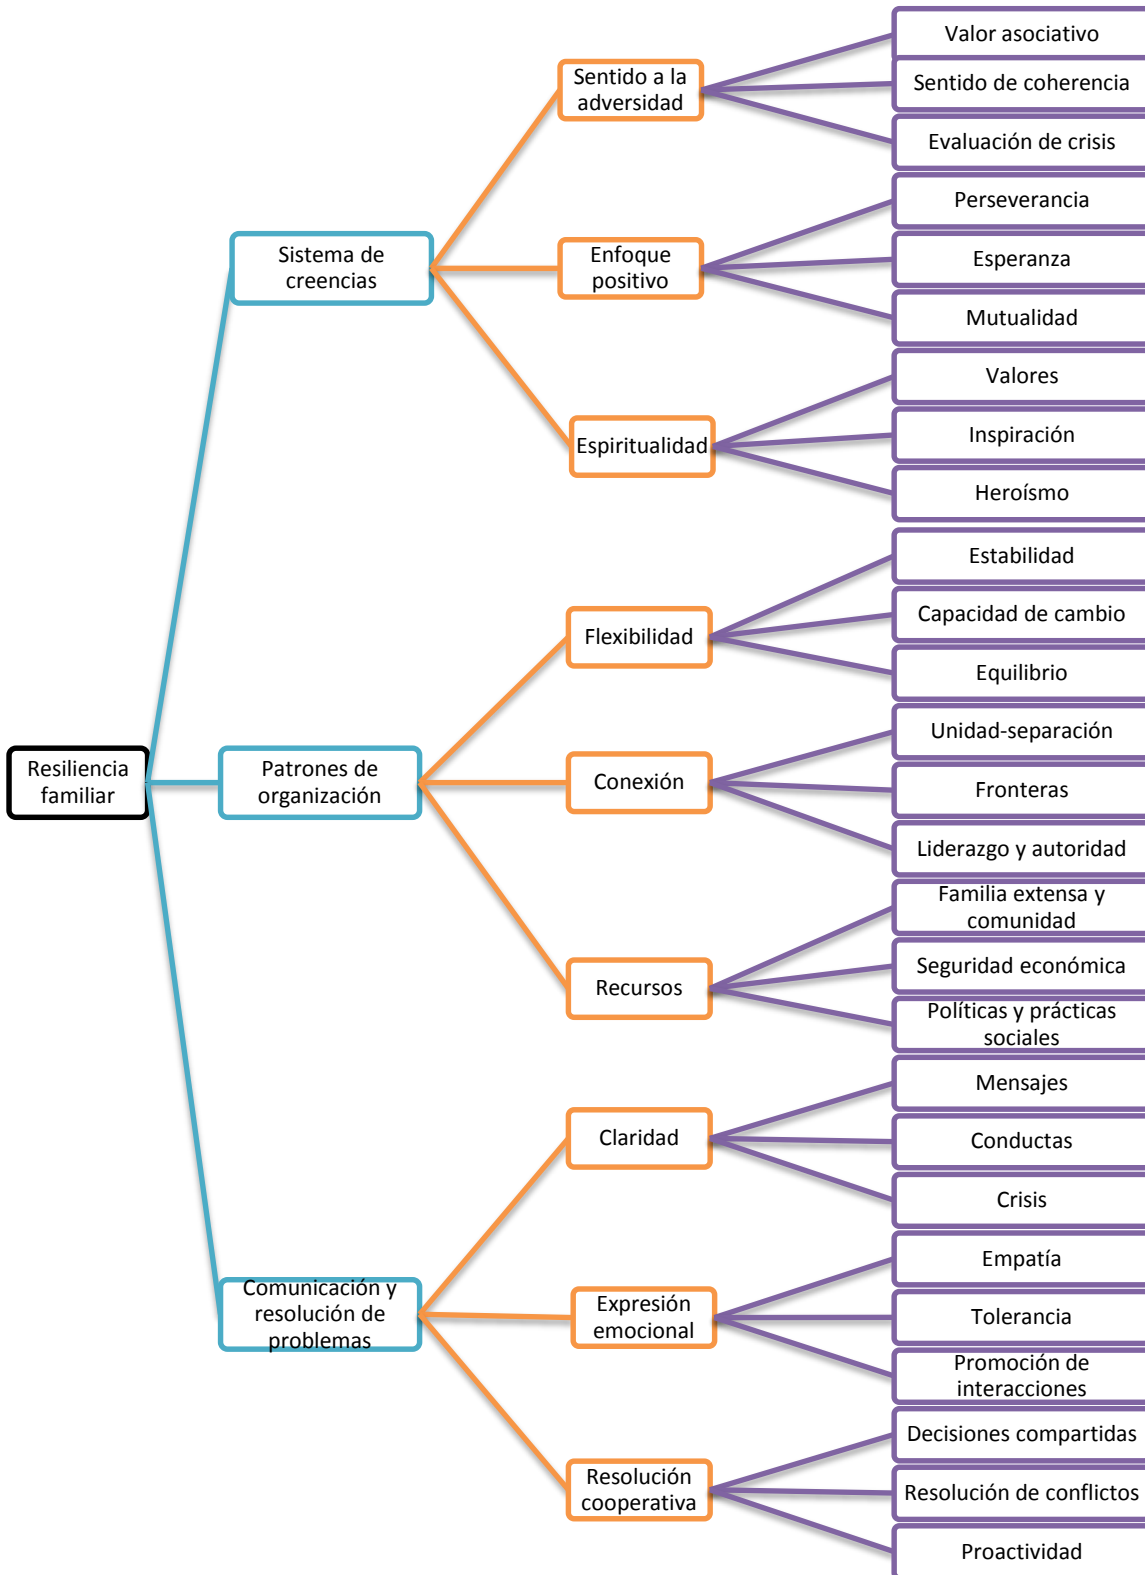 Resiliencia
familiar
Sistema de
creencias
Sentido a la
adversidad
Valor asociativo
Sentido de coherencia
Evaluación de crisis
Enfoque
positivo
Perseverancia
Esperanza
Mutualidad
Espiritualidad
Valores
Inspiración
Heroísmo
Patrones de
organización
Flexibilidad
Estabilidad
Capacidad de cambio
Equilibrio
Conexión
Unidad-separación
Fronteras
Liderazgo y autoridad
Recursos
Familia extensa y
comunidad
Seguridad económica
Políticas y prácticas
sociales
Comunicación y
resolución de
problemas
Claridad
Mensajes
Conductas
Crisis
Expresión
emocional
Empatía
Tolerancia
Promoción de
interacciones
Resolución
cooperativa
Decisiones compartidas
Resolución de conflictos
Proactividad